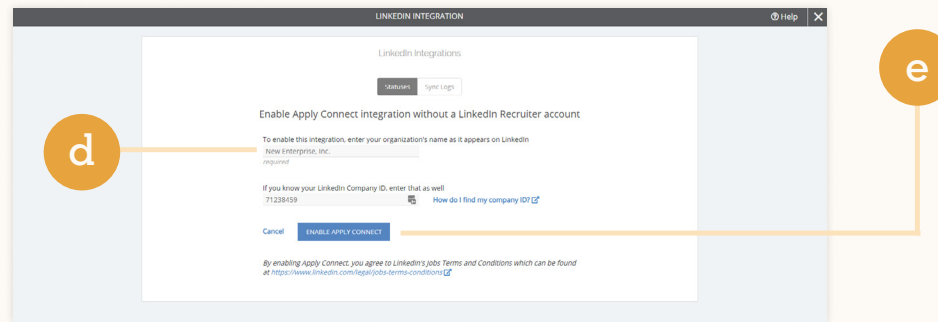 LINKEDIN INTEGRATION
Help
LinkedIn Integrations
Statuses Sync Logs
Enable Apply Connect integration without a LinkedIn Recruiter account
To enable this integration, enter your organization's name as it appears on LinkedIn
New Enterprise, Inc.
required
If you know your LinkedIn Company ID, enter that as well
71238459
How do I find my company ID?
Cancel ENABLE APPLY CONNECT
By enabling Apply Connect, you agree to Linkedin's Jobs Terms and Conditions which can be found
at https://www.linkedin.com/legal/jobs-terms-conditions
d
e